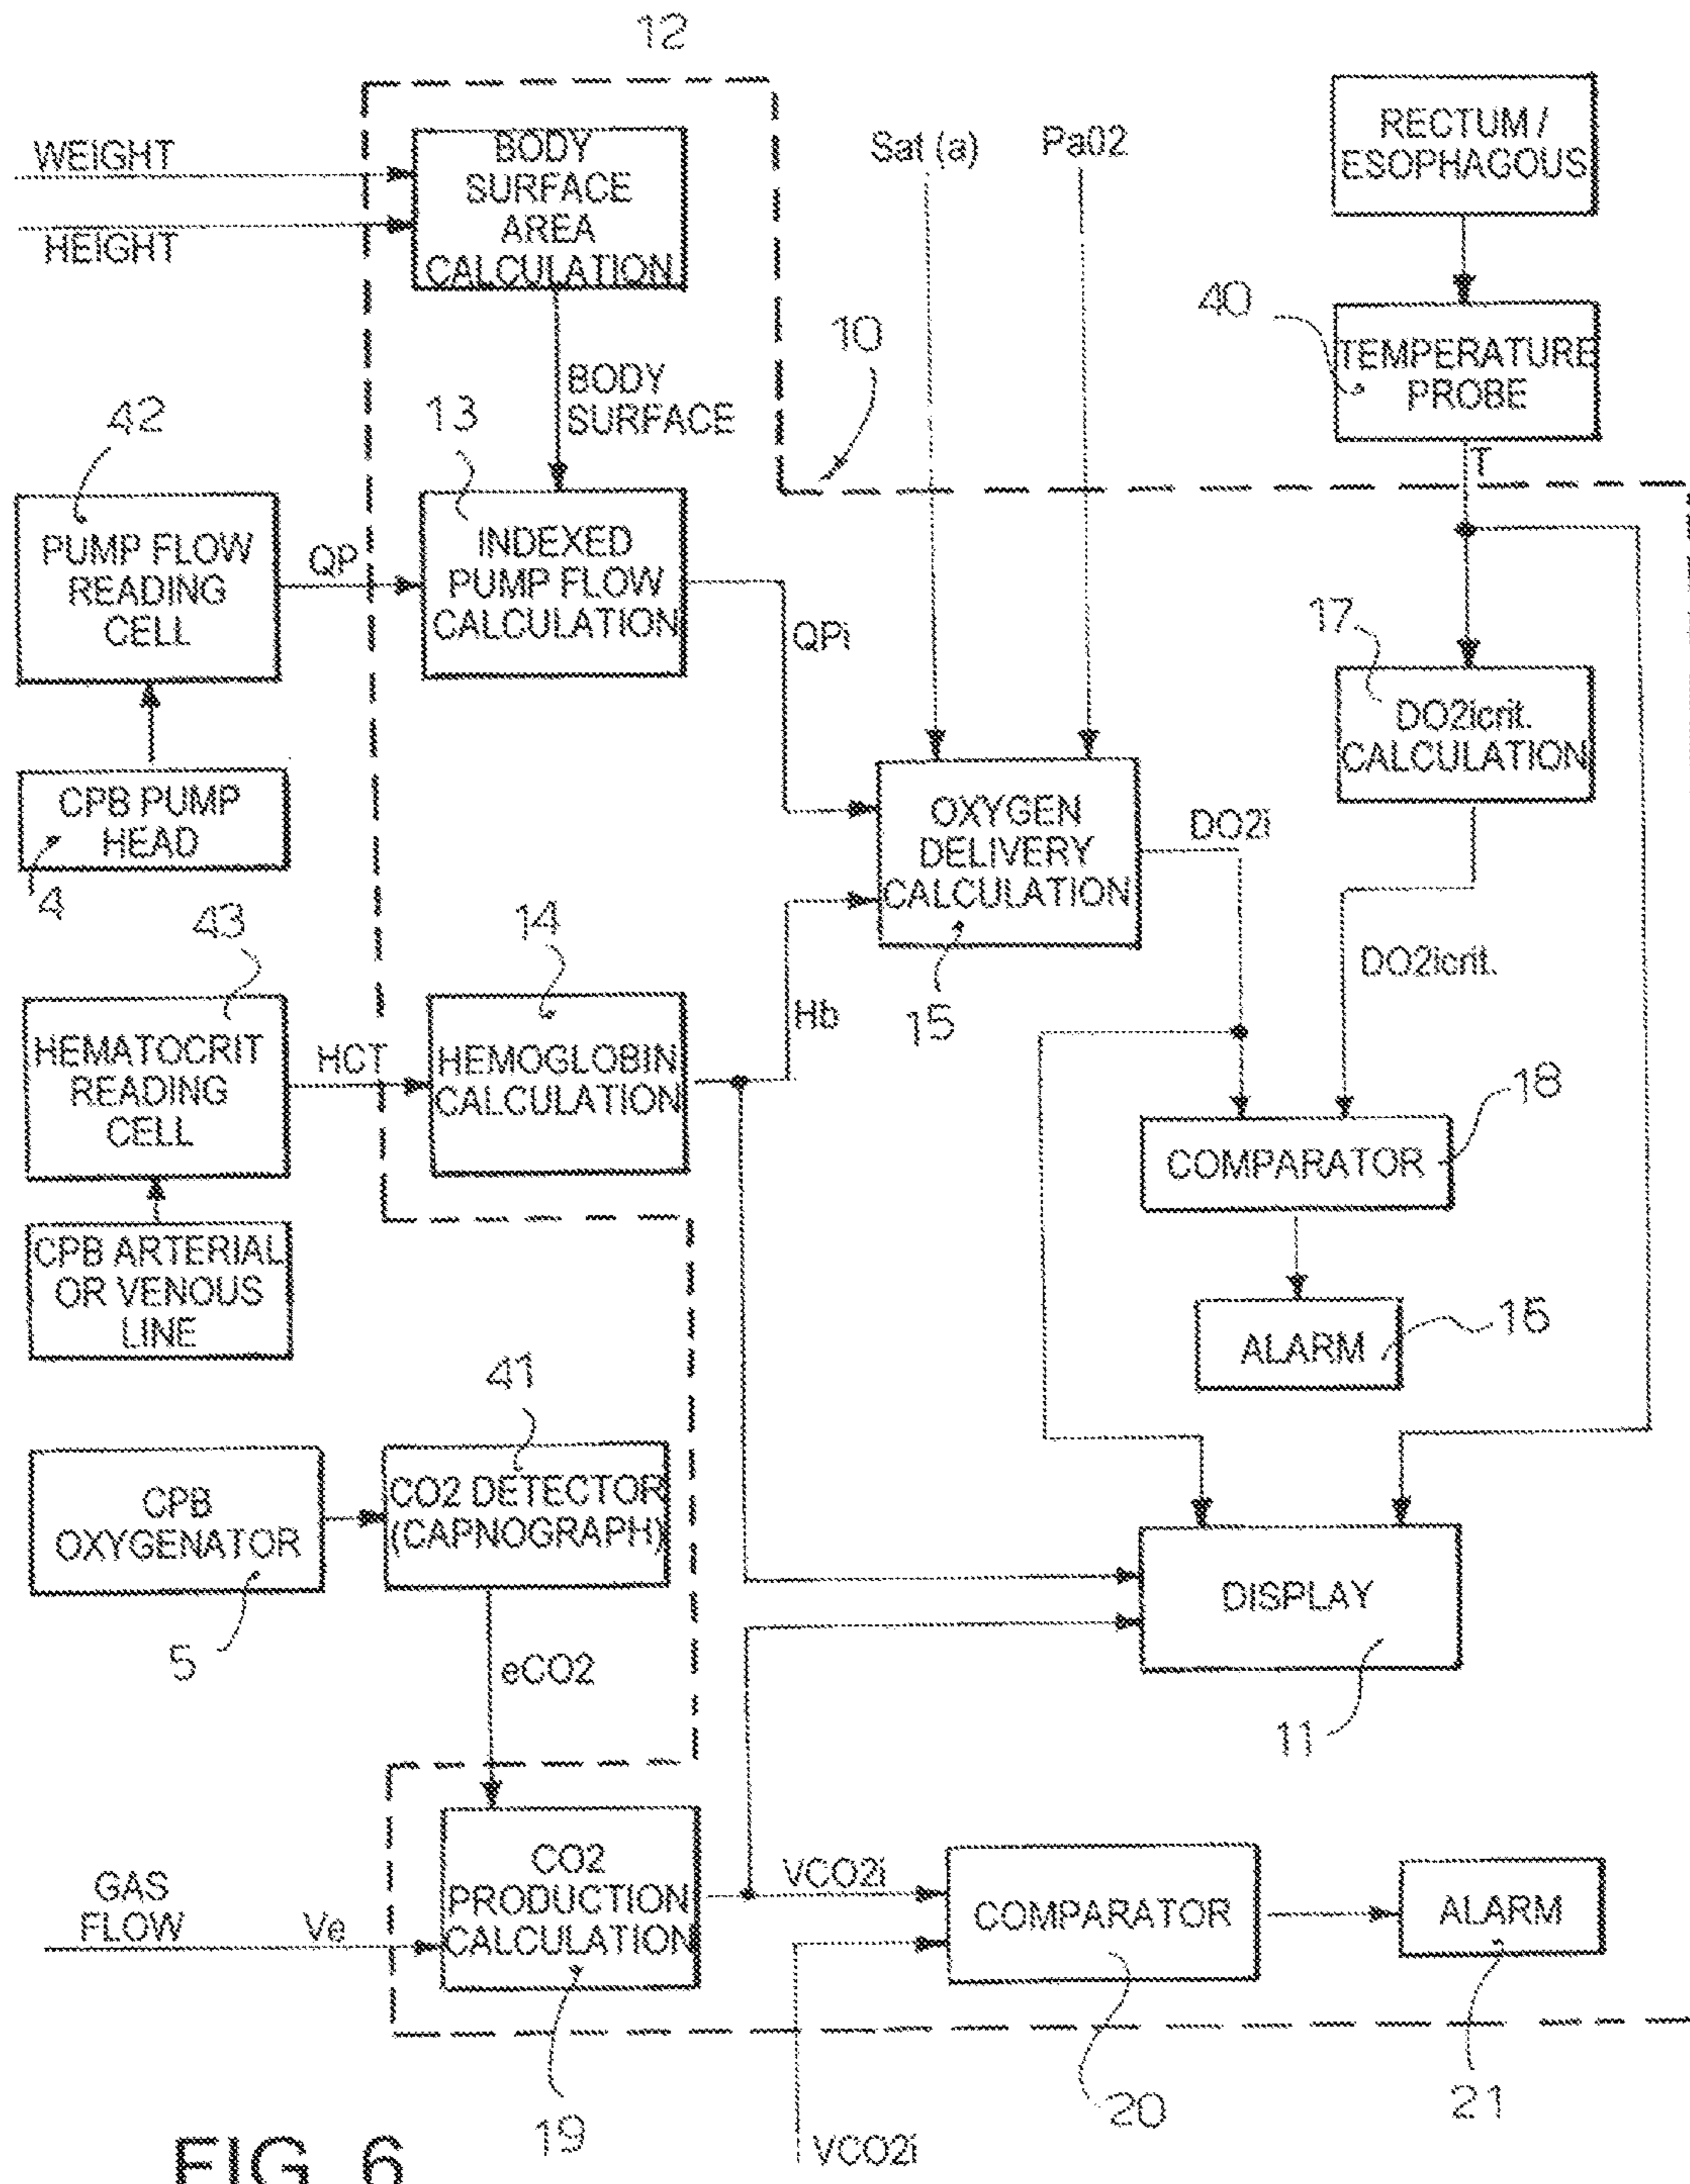 12
WEIGHT
HEIGHT
BODY
SURFACE
AREA
CALCULATION
Sat (a)
Pa02
RECTUM /
ESOPHAGOUS
10
40
TEMPERATURE
PROBE
T
BODY
SURFACE
42
13
PUMP FLOW
READING
CELL
QP
INDEXED
PUMP FLOW
CALCULATION
QPi
17
DO2icrit.
CALCULATION
CPB PUMP
HEAD
4
OXYGEN
DELIVERY
CALCULATION
15
DO2i
DO2icrit.
43
14
HEMATOCRIT
READING
CELL
HCT
HEMOGLOBIN
CALCULATION
Hb
COMPARATOR
18
CPB ARTERIAL
OR VENOUS
LINE
ALARM
16
41
CPB
OXYGENATOR
5
CO2 DETECTOR
(CAPNOGRAPH)
eCO2
DISPLAY
11
GAS
FLOW
Ve
CO2
PRODUCTION
CALCULATION
19
VCO2i
COMPARATOR
20
ALARM
21
VCO2i
FIG. 6